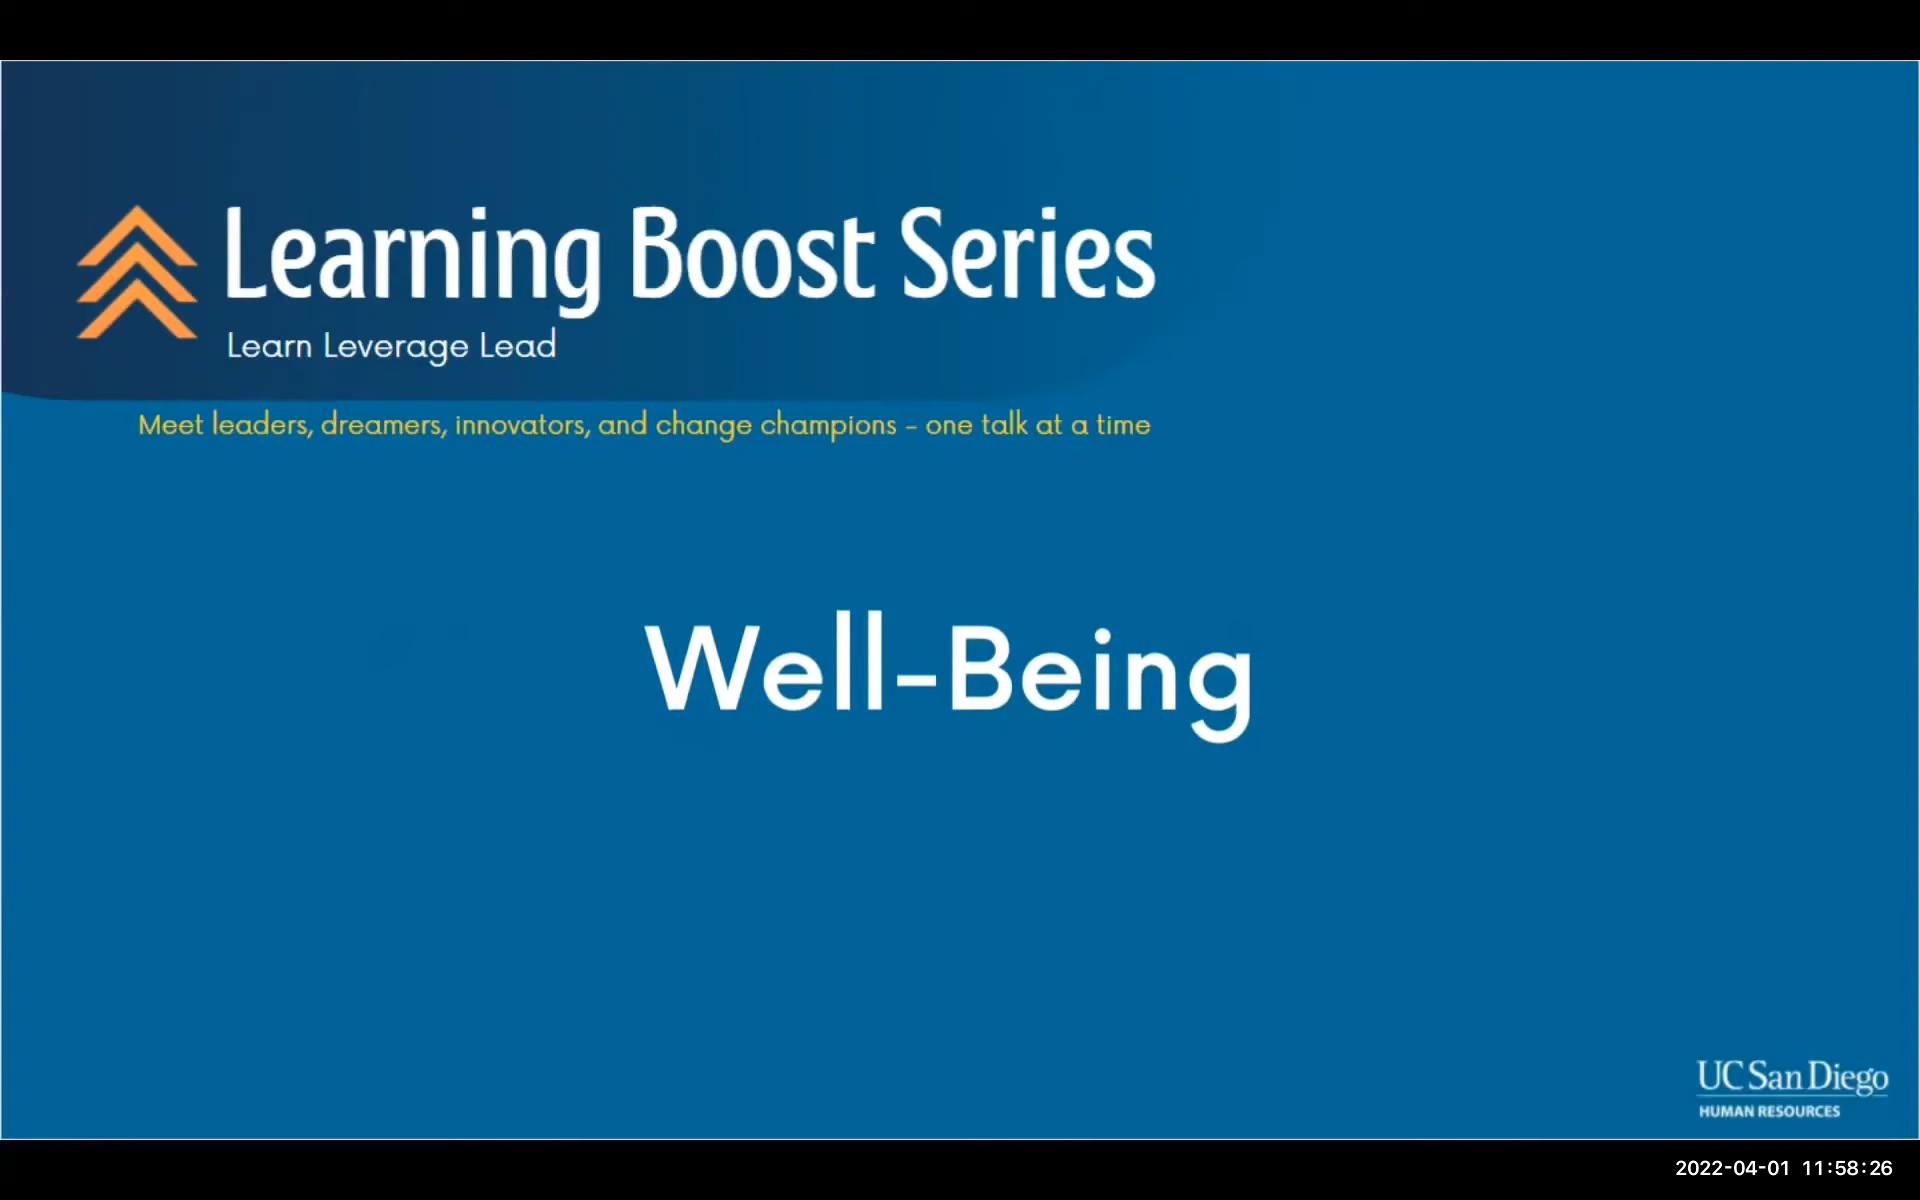 Learning Boost Series
Learn Leverage Lead
Meet leaders, dreamers, innovators, and change champions – one talk at a time
Well-Being
UC San Diego
HUMAN RESOURCES
2022-04-01 11:58:26